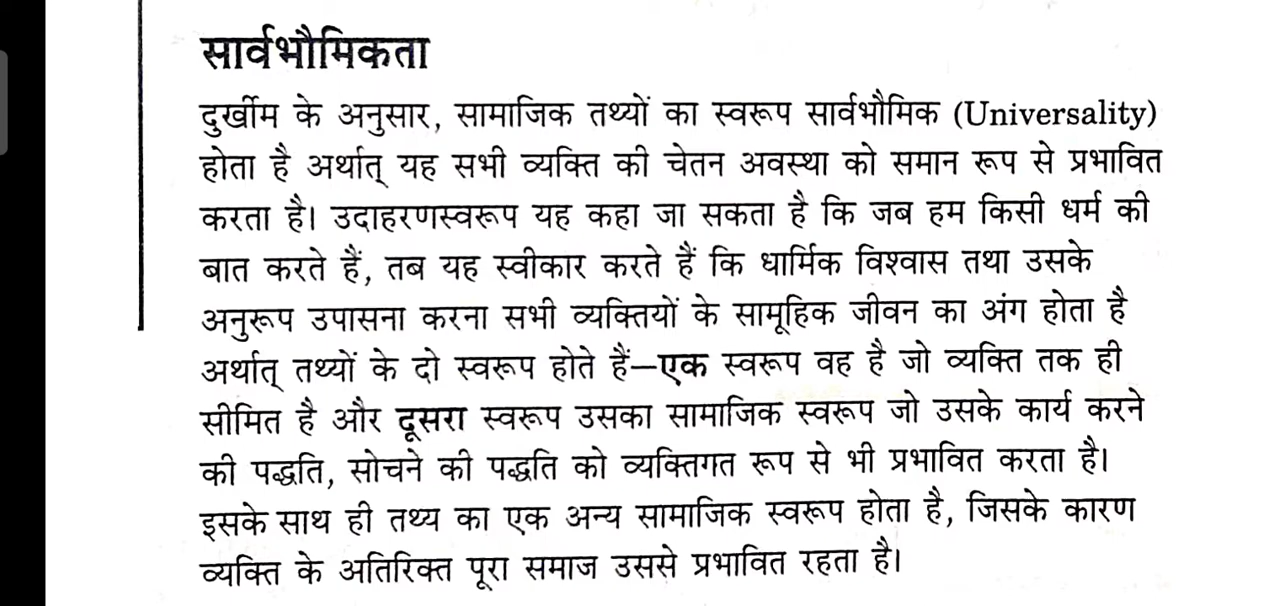 सार्वभौमिकता
दुर्खीम के अनुसार, सामाजिक तथ्यों का स्वरूप सार्वभौमिक (Universality)
होता है अर्थात् यह सभी व्यक्ति की चेतन अवस्था को समान रूप से प्रभावित
करता है। उदाहरणस्वरूप यह कहा जा सकता है कि जब हम किसी धर्म की
बात करते हैं, तब यह स्वीकार करते हैं कि धार्मिक विश्वास तथा उसके
अनुरूप उपासना करना सभी व्यक्तियों के सामूहिक जीवन का अंग होता है
अर्थात् तथ्यों के दो स्वरूप होते हैं—एक स्वरूप वह है जो व्यक्ति तक ही
सीमित है और दूसरा स्वरूप उसका सामाजिक स्वरूप जो उसके कार्य करने
की पद्धति, सोचने की पद्धति को व्यक्तिगत रूप से भी प्रभावित करता है।
इसके साथ ही तथ्य का एक अन्य सामाजिक स्वरूप होता है, जिसके कारण
व्यक्ति के अतिरिक्त पूरा समाज उससे प्रभावित रहता है।